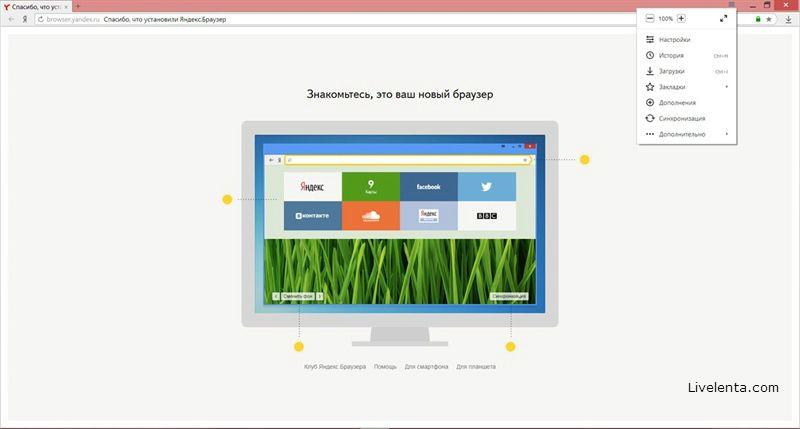 Спасибо, что уст
browser.yandex.ru Спасибо, что установили Яндекс.Браузер
100%
Настройки
История Ctrl+H
Загрузки Ctrl+J
Закладки
Дополнения
Синхронизация
Дополнительно
Знакомьтесь, это ваш новый браузер
Яндекс
Карты
facebook
вконтакте
Яндекс
BBC
Сменить фон
Синхронизация
Клуб Яндекс.Браузера Помощь Для смартфона Для планшета
Livelenta.com